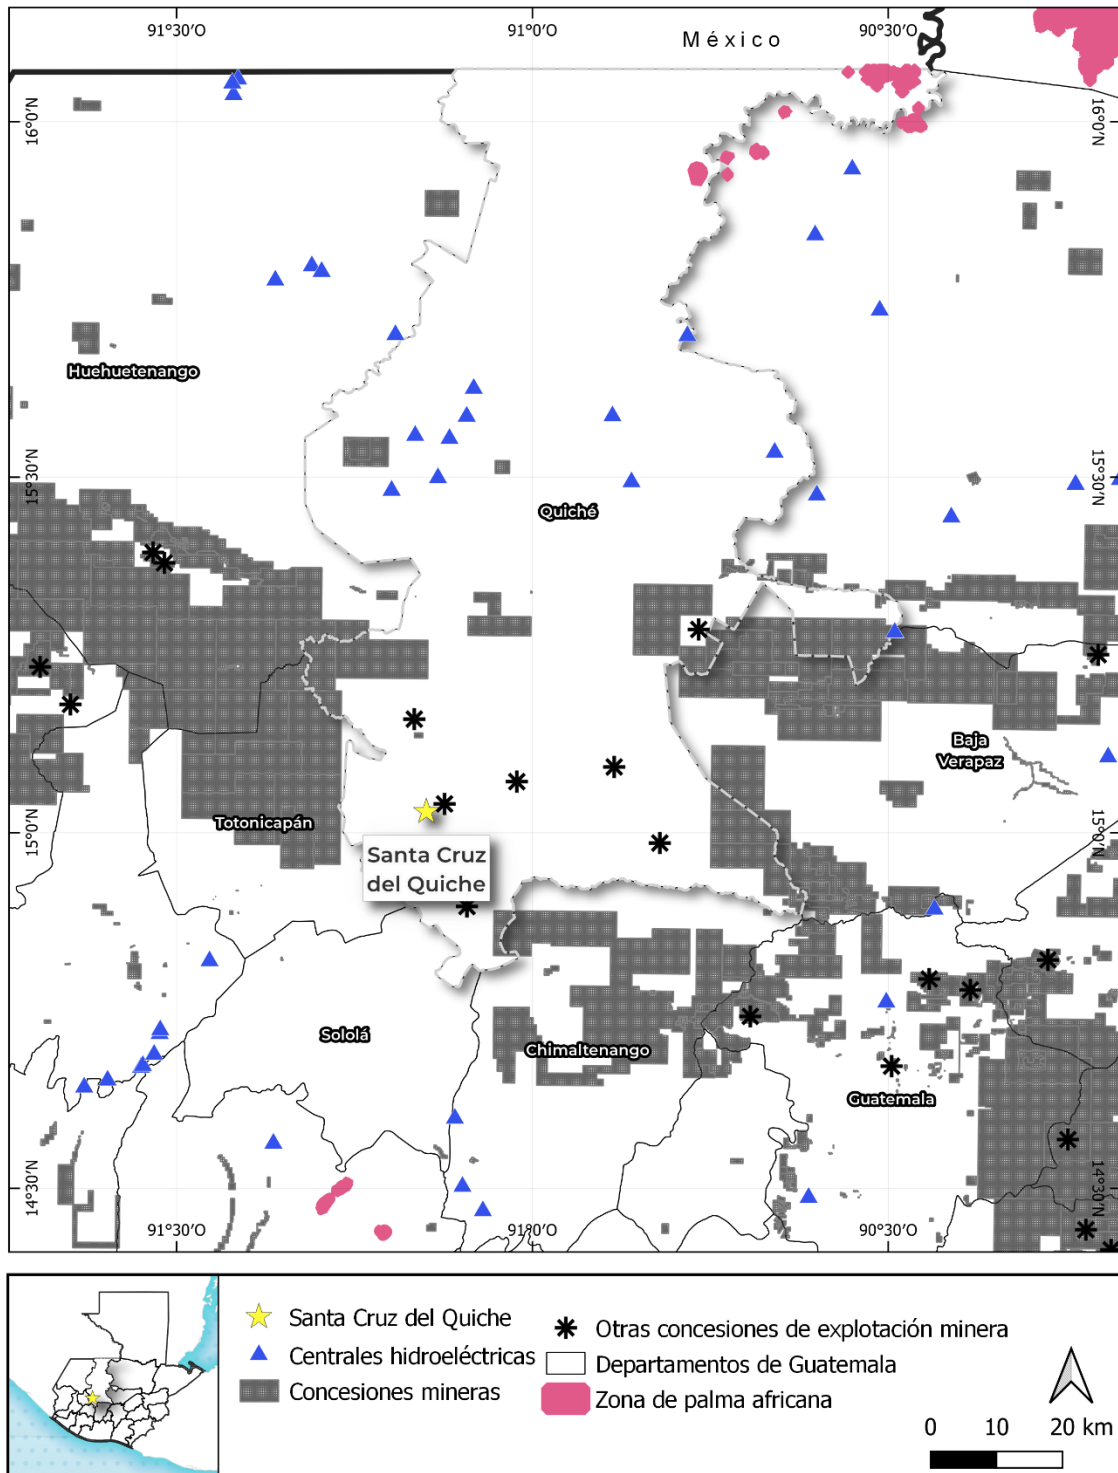 91°30'O
91°0'O
90°30'O
México
16°0'N
16°0'N
Huehuetenango
15°30'N
15°30'N
Quiché
Baja
Verapaz
Totonicapán
15°0'N
15°0'N
Santa Cruz
del Quiche
Sololá
Chimaltenango
Guatemala
14°30'N
14°30'N
91°30'O
91°0'O
90°30'O
Santa Cruz del Quiche
Centrales hidroeléctricas
Concesiones mineras
Otras concesiones de explotación minera
Departamentos de Guatemala
Zona de palma africana
0 10 20 km